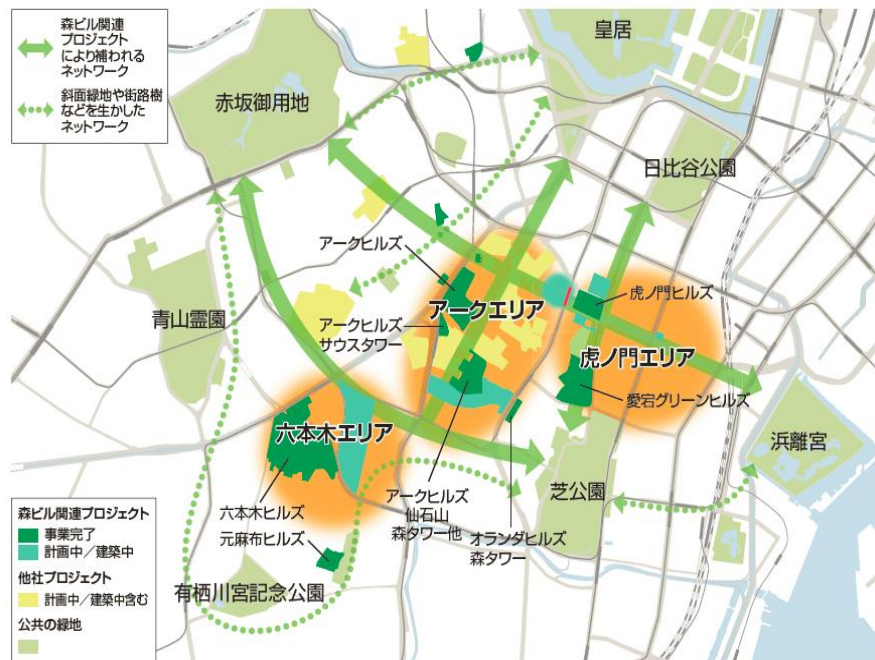 森ビル関連
プロジェクト
により補われる
ネットワーク
斜面緑地や街路樹
などを生かした
ネットワーク
皇居
赤坂御用地
日比谷公園
アークヒルズ
虎ノ門ヒルズ
アークエリア
青山霊園
アークヒルズ
サウスタワー
虎ノ門エリア
愛宕グリーンヒルズ
六本木エリア
浜離宮
芝公園
六本木ヒルズ
アークヒルズ
仙石山
森タワー他
オランダヒルズ
森タワー
元麻布ヒルズ
有栖川宮記念公園
森ビル関連プロジェクト
事業完了
計画中／建築中
他社プロジェクト
計画中／建築中含む
公共の緑地